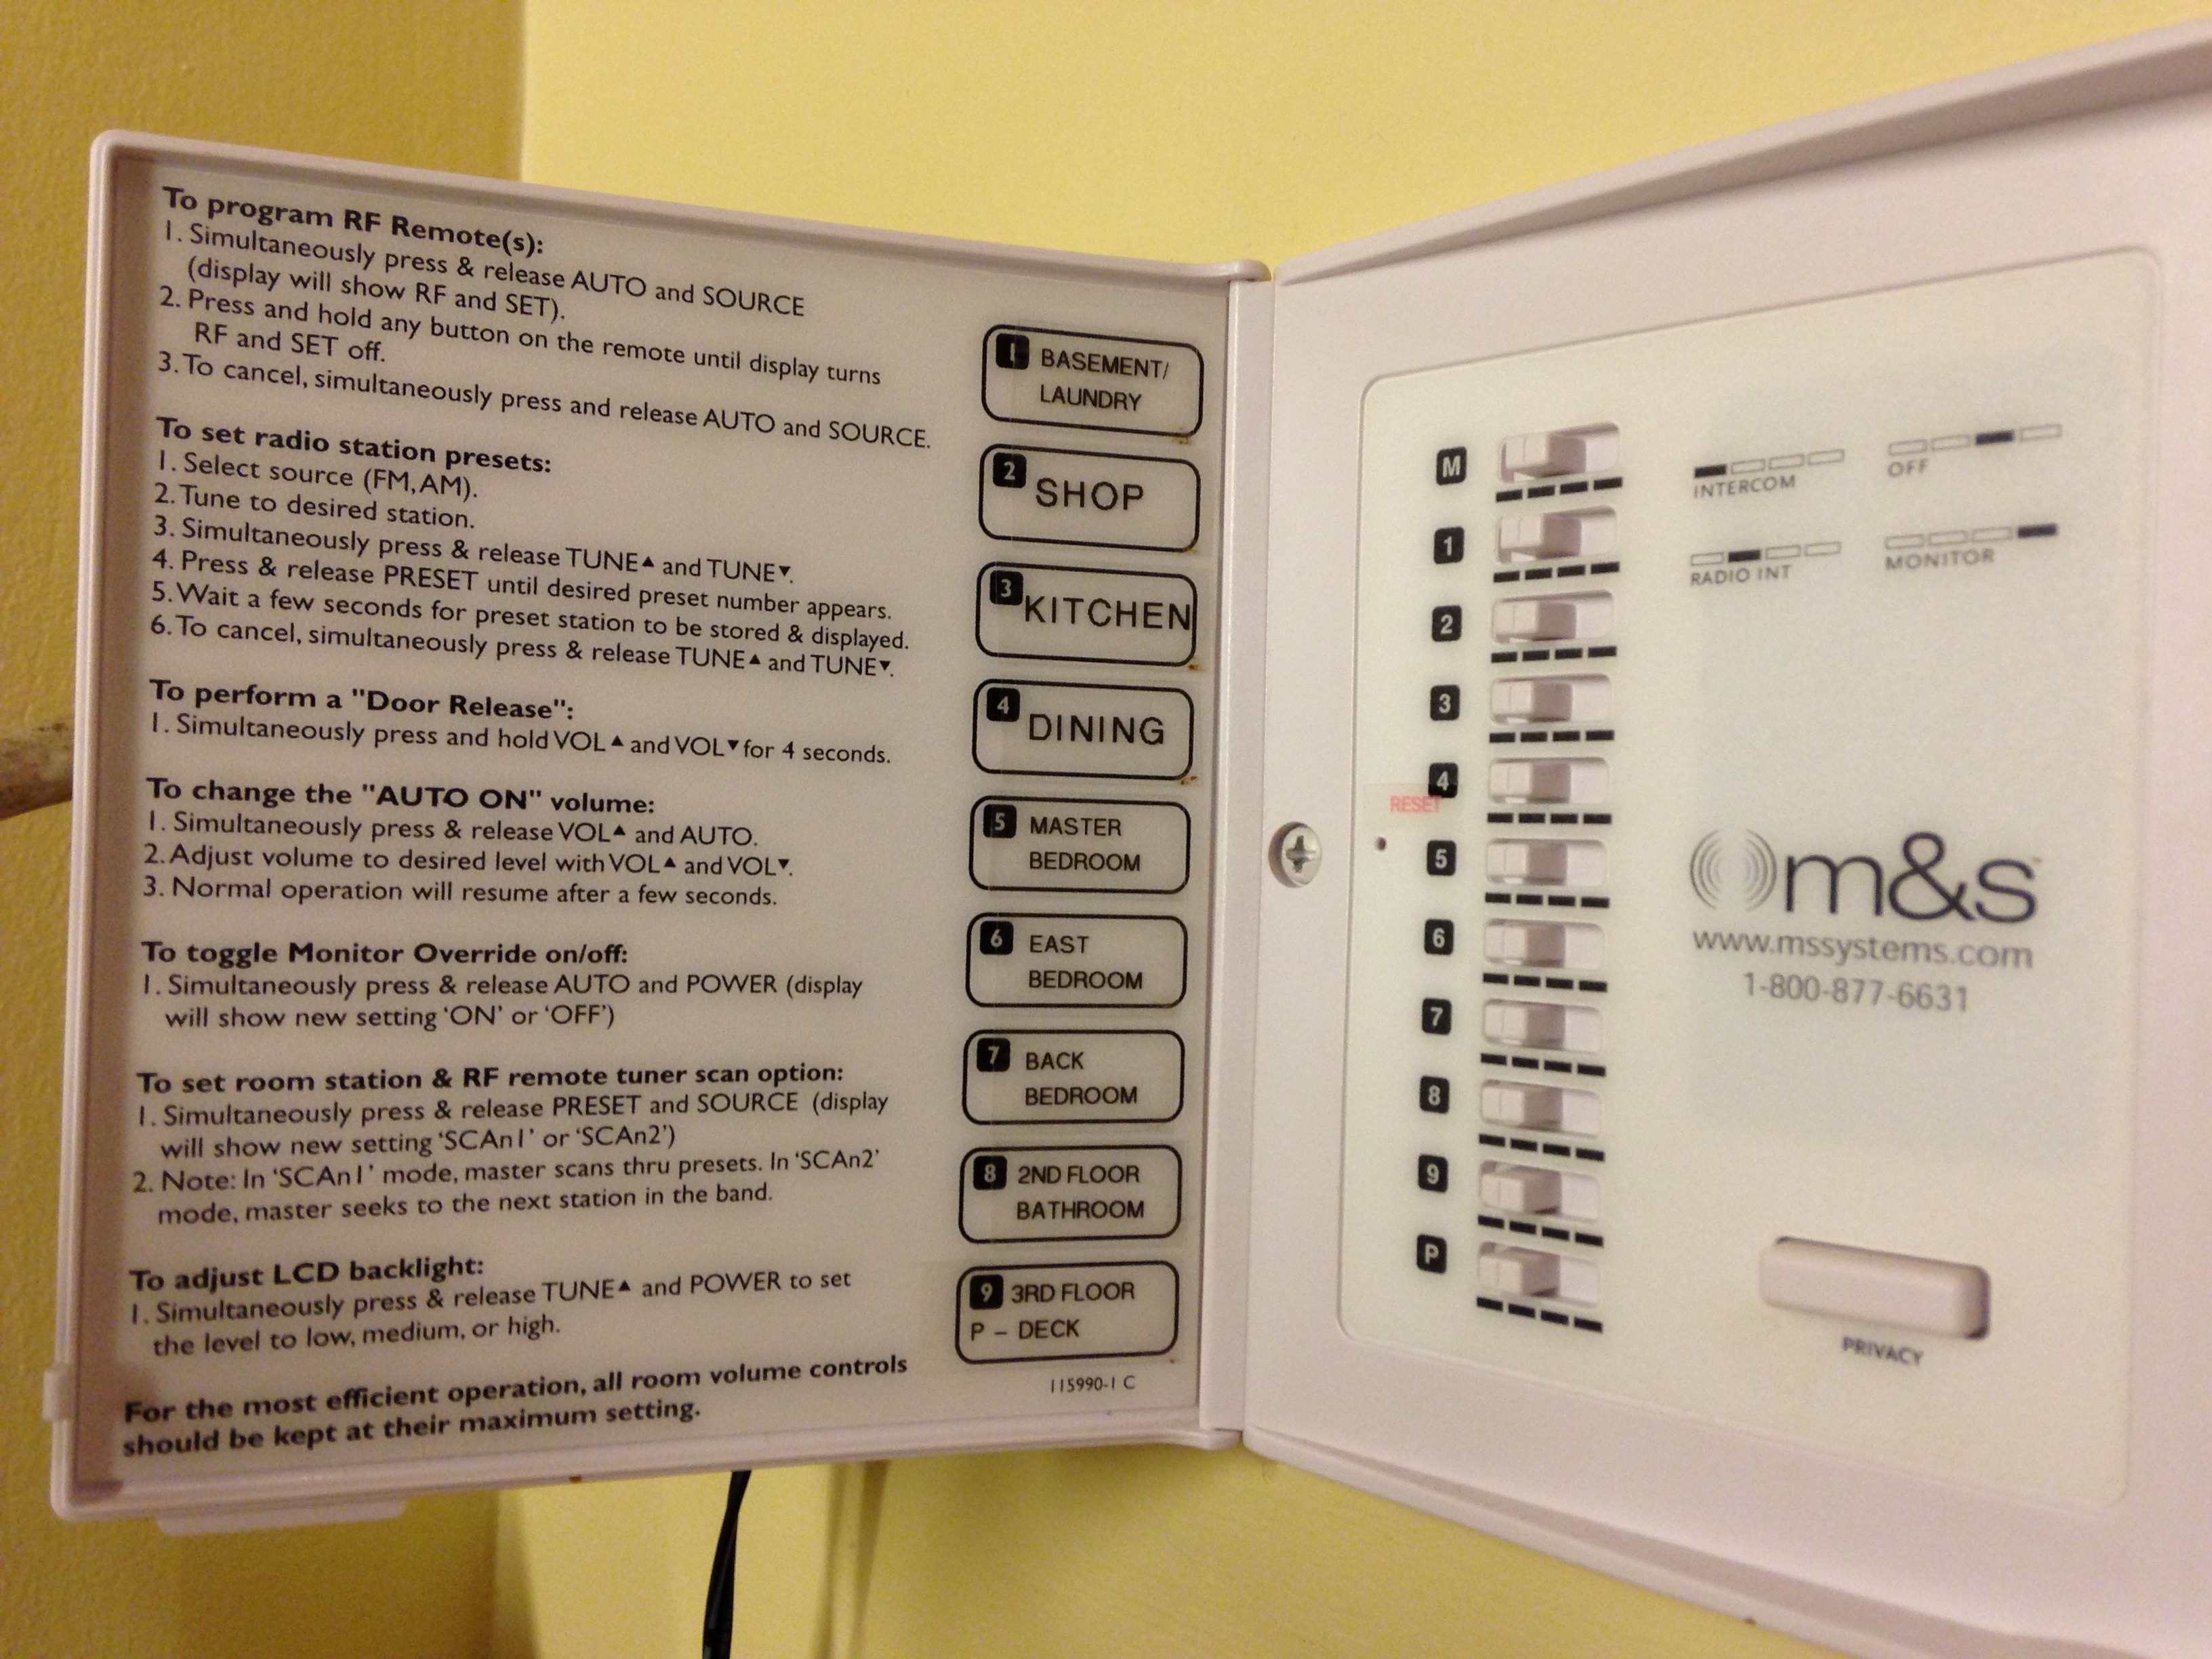 To program RF Remote(s):
1. Simultaneously press & release AUTO and SOURCE
(display will show RF and SET).
2. Press and hold any button on the remote until display turns
RF and SET off.
3. To cancel, simultaneously press and release AUTO and SOURCE.
To set radio station presets:
1. Select source (FM, AM).
2. Tune to desired station.
3. Simultaneously press & release TUNE▲ and TUNE▼.
4. Press & release PRESET until desired preset number appears.
5. Wait a few seconds for preset station to be stored & displayed.
6. To cancel, simultaneously press & release TUNE▲ and TUNE▼.
To perform a "Door Release":
1. Simultaneously press and hold VOL▲ and VOL▼ for 4 seconds.
To change the "AUTO ON" volume:
1. Simultaneously press & release VOL▲ and AUTO.
2. Adjust volume to desired level with VOL▲ and VOL▼.
3. Normal operation will resume after a few seconds.
To toggle Monitor Override on/off:
1. Simultaneously press & release AUTO and POWER (display
will show new setting ‘ON’ or ‘OFF’)
To set room station & RF remote tuner scan option:
1. Simultaneously press & release PRESET and SOURCE (display
will show new setting ‘SCAn1’ or ‘SCAn2’)
2. Note: In ‘SCAn1’ mode, master scans thru presets. In ‘SCAn2’
mode, master seeks to the next station in the band.
To adjust LCD backlight:
1. Simultaneously press & release TUNE▲ and POWER to set
the level to low, medium, or high.
For the most efficient operation, all room volume controls
should be kept at their maximum setting.
1 BASEMENT/
LAUNDRY
2 SHOP
3 KITCHEN
4 DINING
5 MASTER
BEDROOM
6 EAST
BEDROOM
7 BACK
BEDROOM
8 2ND FLOOR
BATHROOM
9 3RD FLOOR
P – DECK
115990-1 C
M
1
2
3
4
RESET
5
6
7
8
9
P
INTERCOM
OFF
RADIO INT
MONITOR
m&s™
www.mssystems.com
1-800-877-6631
PRIVACY